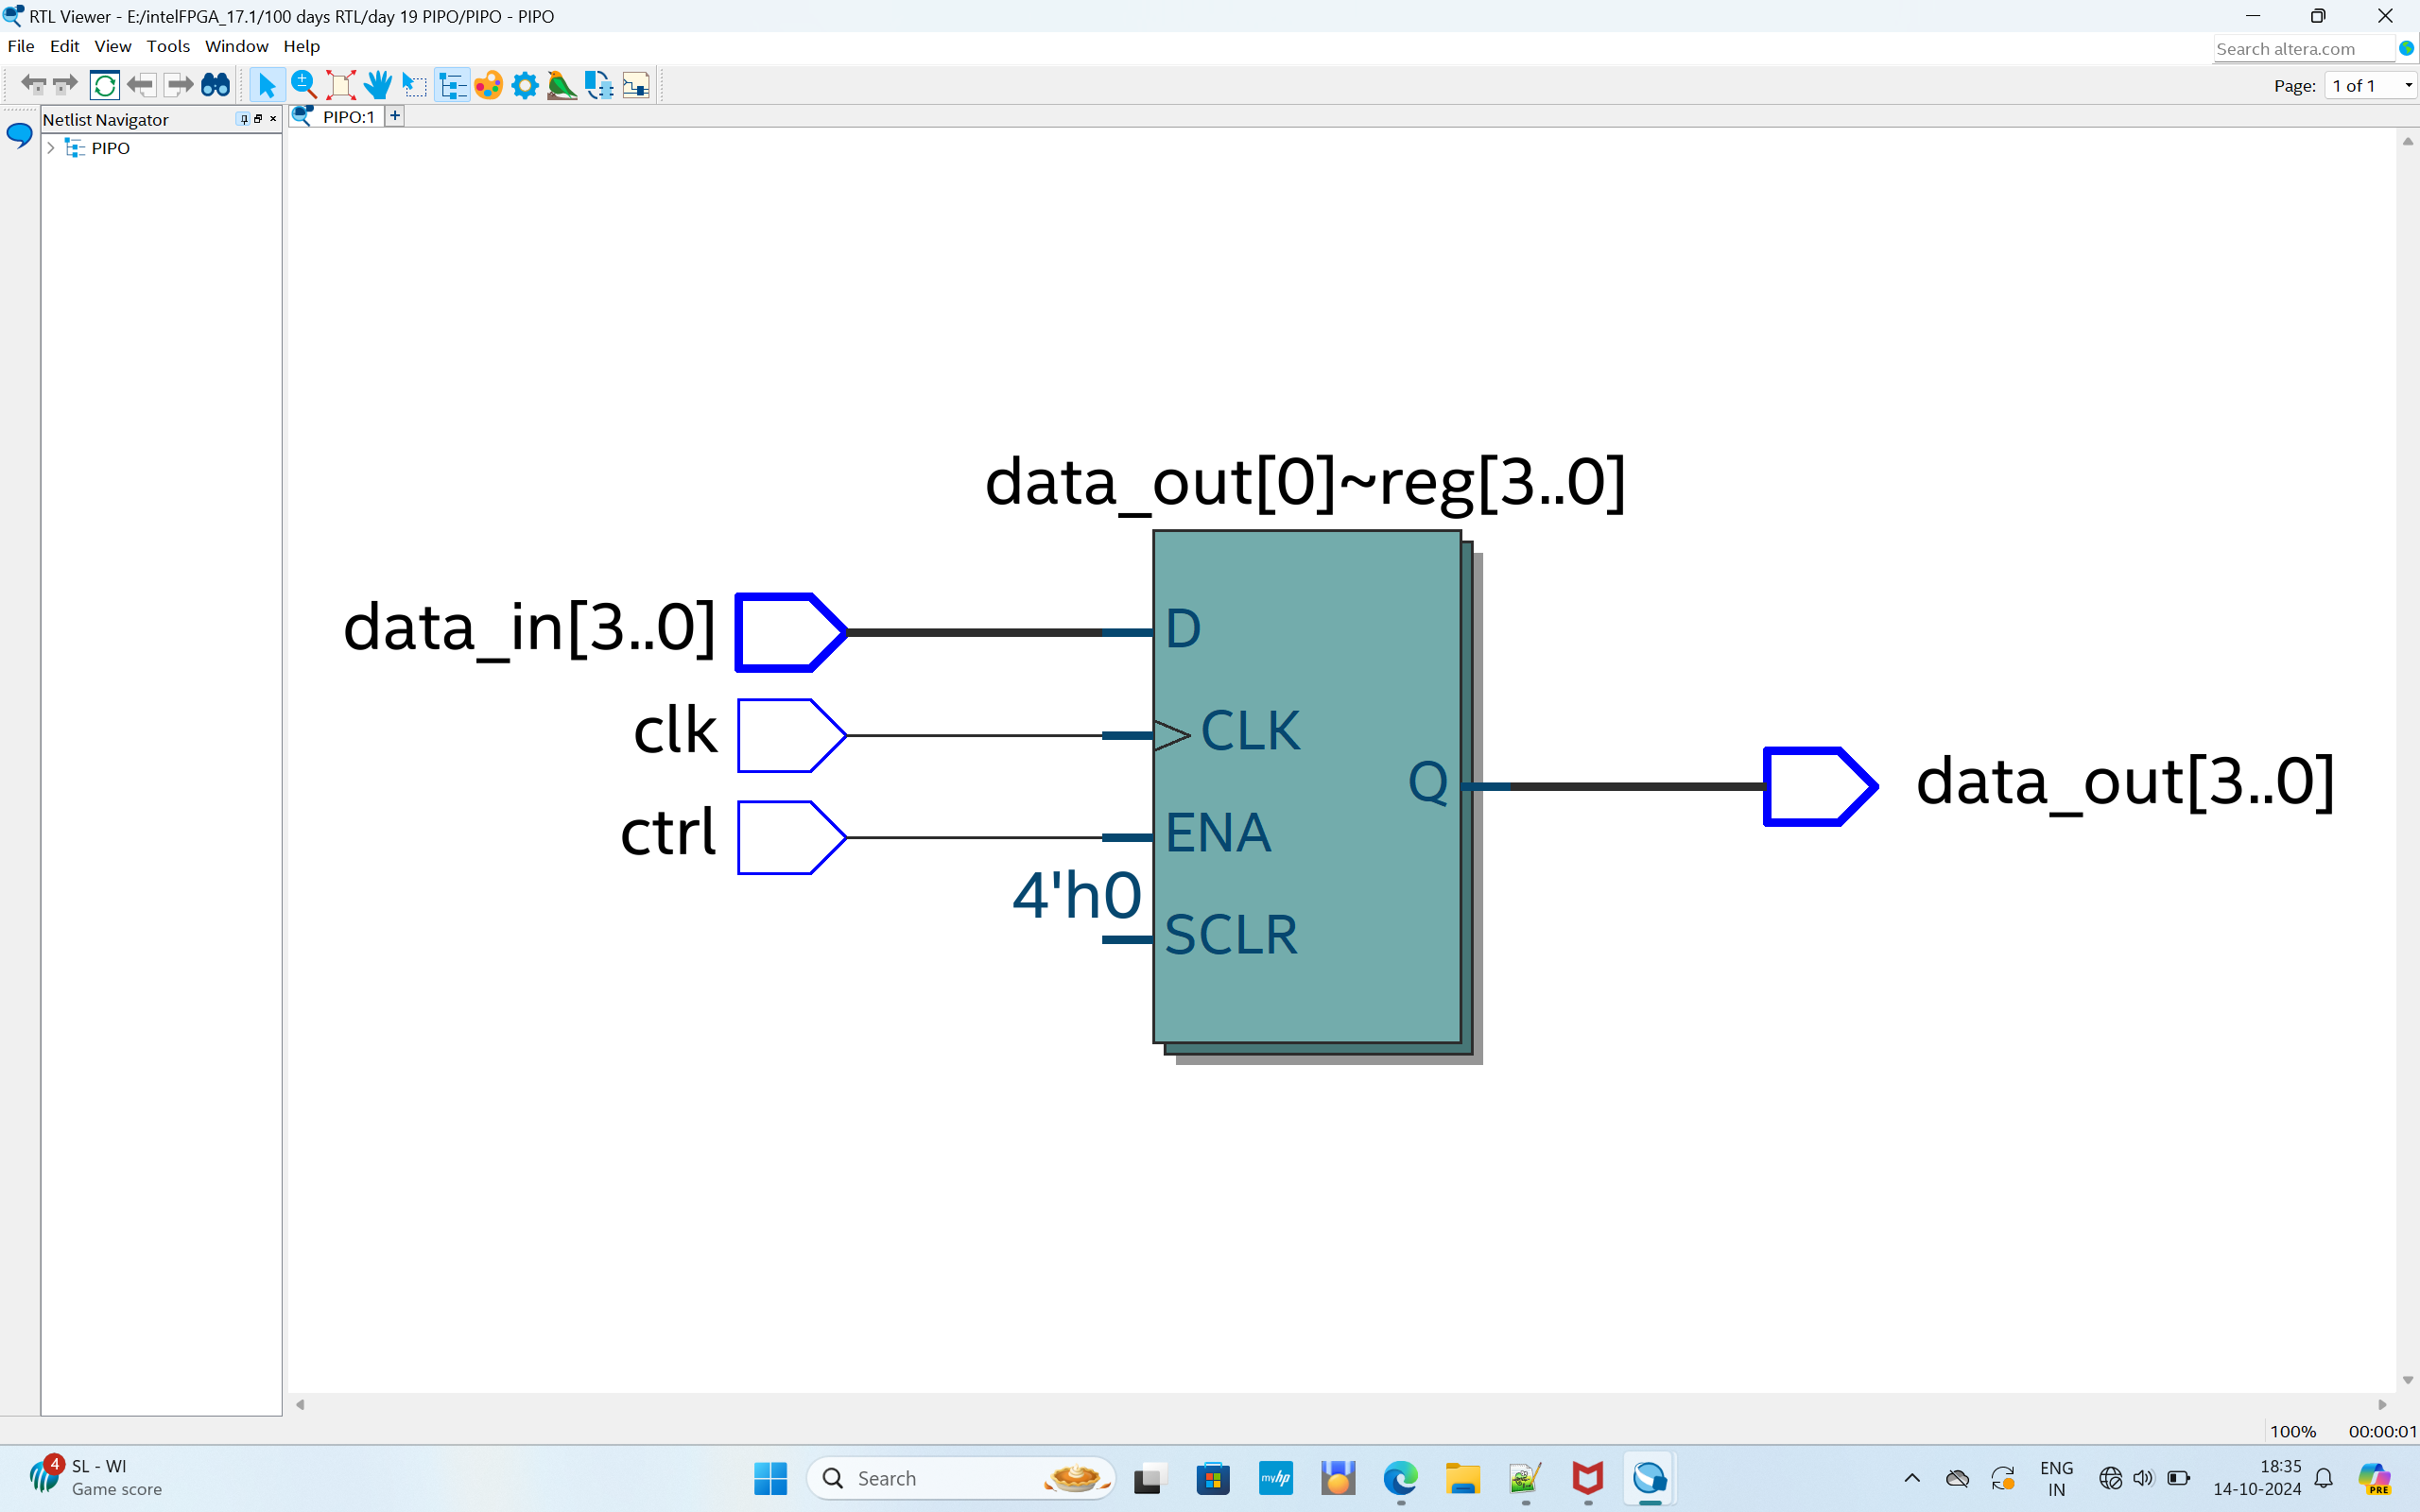 RTL Viewer - E:/intelFPGA_17.1/100 days RTL/day 19 PIPO/PIPO - PIPO
File Edit View Tools Window Help
Search altera.com
Page: 1 of 1
Netlist Navigator
PIPO:1 +
PIPO
data_out[0]~reg[3..0]
data_in[3..0]
D
clk
CLK
Q
data_out[3..0]
ctrl
ENA
4'h0
SCLR
100% 00:00:01
4
SL - WI
Game score
Search
myhp
ENG
IN
18:35
14-10-2024
PRE